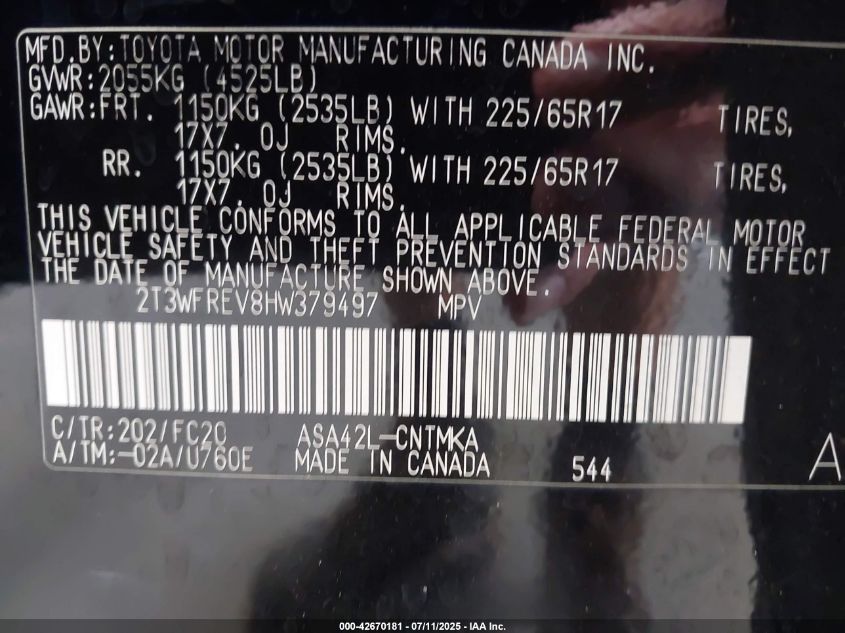 MFD.BY:TOYOTA MOTOR MANUFACTURING CANADA INC.
GVWR:2055KG (4525LB)
GAWR:FRT. 1150KG (2535LB) WITH 225/65R17 TIRES,
17X7. 0J RIMS.
RR. 1150KG (2535LB) WITH 225/65R17 TIRES,
17X7. 0J RIMS.
THIS VEHICLE CONFORMS TO ALL APPLICABLE FEDERAL MOTOR
VEHICLE SAFETY AND THEFT PREVENTION STANDARDS IN EFFECT
THE DATE OF MANUFACTURE SHOWN ABOVE.
2T3WFREV8HW379497 MPV
C/TR:202/FC20 ASA42L-CNTMKA
A/TM:-02A/U760E MADE IN CANADA 544 A
000-42670181 - 07/11/2025 - IAA Inc.